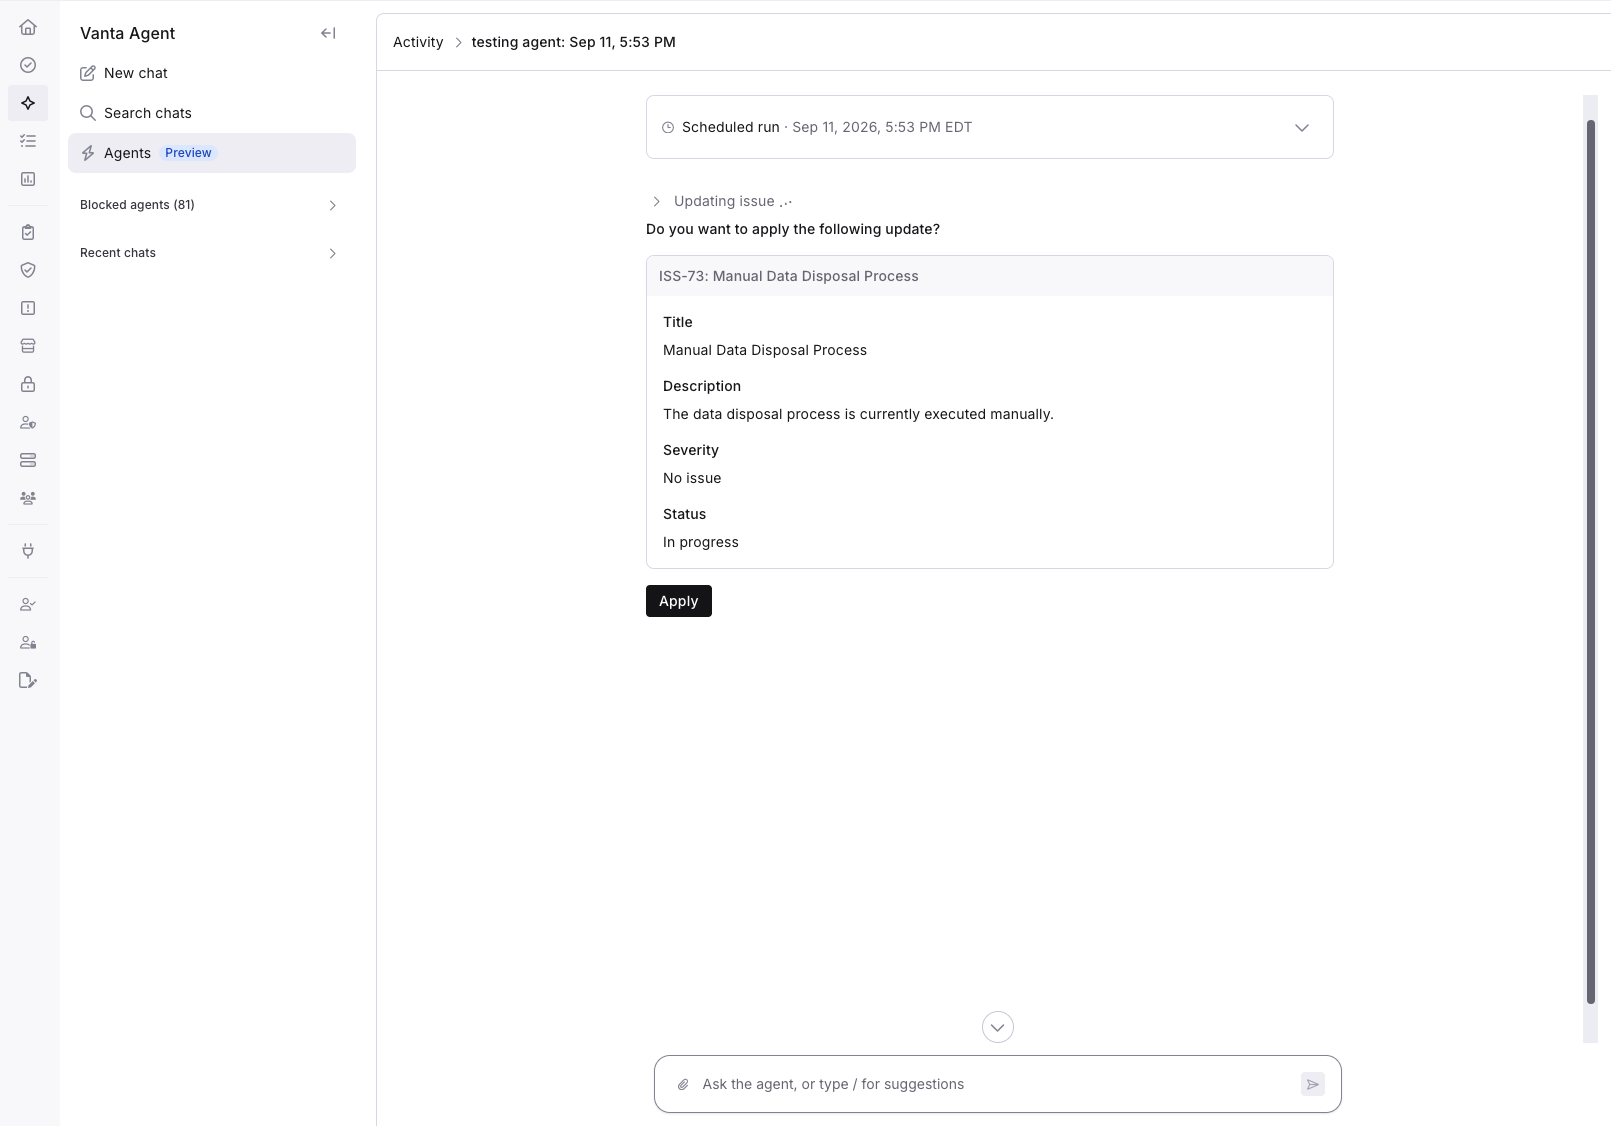 Vanta Agent
New chat
Search chats
Agents Preview
Blocked agents (81)
Recent chats
Activity > testing agent: Sep 11, 5:53 PM
Scheduled run · Sep 11, 2026, 5:53 PM EDT
Updating issue ...
Do you want to apply the following update?
ISS-73: Manual Data Disposal Process
Title
Manual Data Disposal Process
Description
The data disposal process is currently executed manually.
Severity
No issue
Status
In progress
Apply
Ask the agent, or type / for suggestions